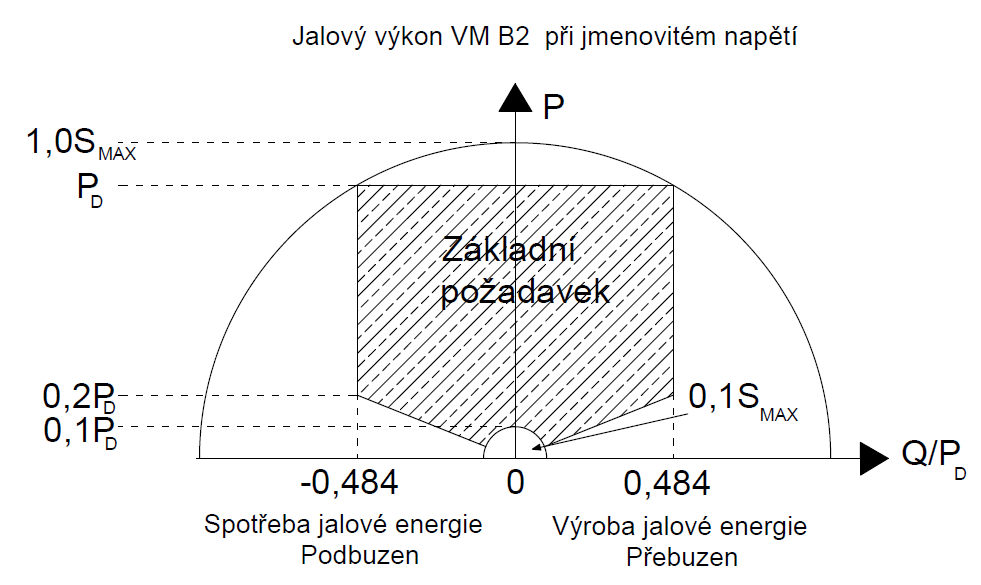 Jalový výkon VM B2 při jmenovitém napětí
P
1,0SMAX
PD
Základní
požadavek
0,2PD
0,1SMAX
0,1PD
Q/PD
-0,484
0
0,484
Spotřeba jalové energie
Podbuzen
Výroba jalové energie
Přebuzen